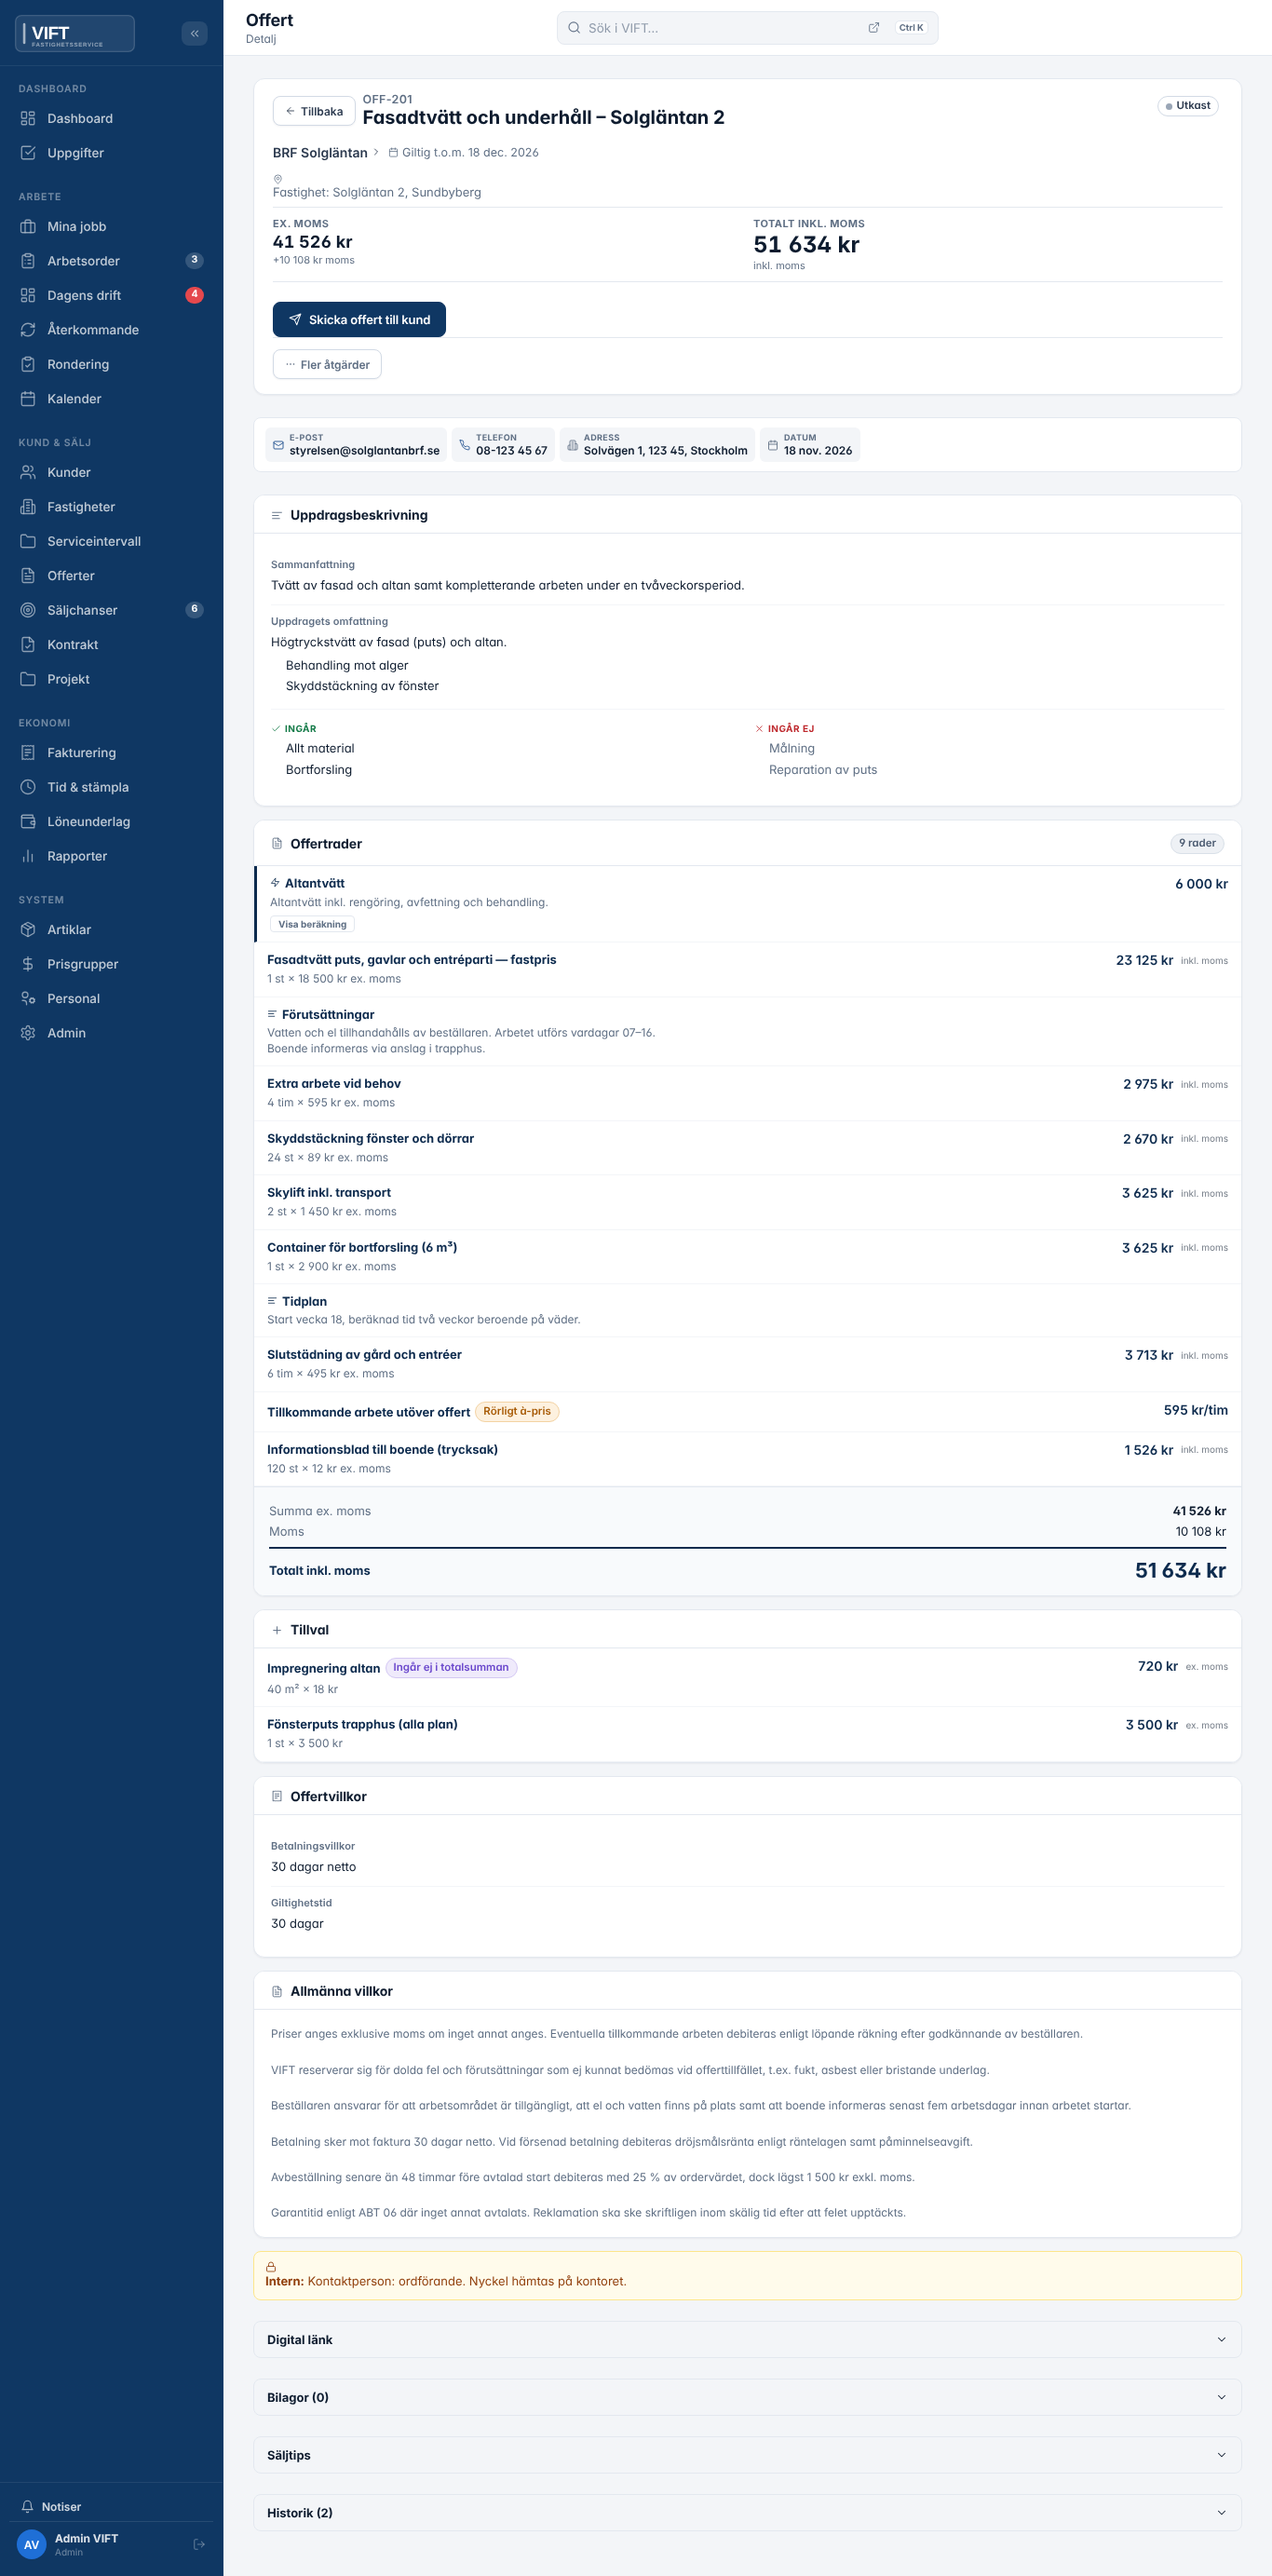 VIFT
FASTIGHETSSERVICE
DASHBOARD
Dashboard
Uppgifter
ARBETE
Mina jobb
Arbetsorder 3
Dagens drift 4
Återkommande
Rondering
Kalender
KUND & SÄLJ
Kunder
Fastigheter
Serviceintervall
Offerter
Säljchanser 6
Kontrakt
Projekt
EKONOMI
Fakturering
Tid & stämpla
Löneunderlag
Rapporter
SYSTEM
Artiklar
Prisgrupper
Personal
Admin
Notiser
AV
Admin VIFT
Admin
Offert
Detalj
Sök i VIFT...
Ctrl K
Tillbaka
OFF-201
Fasadtvätt och underhåll – Solgläntan 2
Utkast
BRF Solgläntan
Giltig t.o.m. 18 dec. 2026
Fastighet: Solgläntan 2, Sundbyberg
EX. MOMS
41 526 kr
+10 108 kr moms
TOTALT INKL. MOMS
51 634 kr
inkl. moms
Skicka offert till kund
Fler åtgärder
E-POST
styrelsen@solglantanbrf.se
TELEFON
08-123 45 67
ADRESS
Solvägen 1, 123 45, Stockholm
DATUM
18 nov. 2026
Uppdragsbeskrivning
Sammanfattning
Tvätt av fasad och altan samt kompletterande arbeten under en tvåveckorsperiod.
Uppdragets omfattning
Högtryckstvätt av fasad (puts) och altan.
Behandling mot alger
Skyddstäckning av fönster
INGÅR
Allt material
Bortforsling
INGÅR EJ
Målning
Reparation av puts
Offertrader
9 rader
Altantvätt
6 000 kr
Altantvätt inkl. rengöring, avfettning och behandling.
Visa beräkning
Fasadtvätt puts, gavlar och entréparti — fastpris
23 125 kr inkl. moms
1 st × 18 500 kr ex. moms
Förutsättningar
Vatten och el tillhandahålls av beställaren. Arbetet utförs vardagar 07–16.
Boende informeras via anslag i trapphus.
Extra arbete vid behov
2 975 kr inkl. moms
4 tim × 595 kr ex. moms
Skyddstäckning fönster och dörrar
2 670 kr inkl. moms
24 st × 89 kr ex. moms
Skylift inkl. transport
3 625 kr inkl. moms
2 st × 1 450 kr ex. moms
Container för bortforsling (6 m³)
3 625 kr inkl. moms
1 st × 2 900 kr ex. moms
Tidplan
Start vecka 18, beräknad tid två veckor beroende på väder.
Slutstädning av gård och entréer
3 713 kr inkl. moms
6 tim × 495 kr ex. moms
Tillkommande arbete utöver offert Rörligt à-pris
595 kr/tim
Informationsblad till boende (trycksak)
1 526 kr inkl. moms
120 st × 12 kr ex. moms
Summa ex. moms 41 526 kr
Moms 10 108 kr
Totalt inkl. moms 51 634 kr
Tillval
Impregnering altan Ingår ej i totalsumman
720 kr ex. moms
40 m² × 18 kr
Fönsterputs trapphus (alla plan)
3 500 kr ex. moms
1 st × 3 500 kr
Offertvillkor
Betalningsvillkor
30 dagar netto
Giltighetstid
30 dagar
Allmänna villkor
Priser anges exklusive moms om inget annat anges. Eventuella tillkommande arbeten debiteras enligt löpande räkning efter godkännande av beställaren.
VIFT reserverar sig för dolda fel och förutsättningar som ej kunnat bedömas vid offerttillfället, t.ex. fukt, asbest eller bristande underlag.
Beställaren ansvarar för att arbetsområdet är tillgängligt, att el och vatten finns på plats samt att boende informeras senast fem arbetsdagar innan arbetet startar.
Betalning sker mot faktura 30 dagar netto. Vid försenad betalning debiteras dröjsmålsränta enligt räntelagen samt påminnelseavgift.
Avbeställning senare än 48 timmar före avtalad start debiteras med 25 % av ordervärdet, dock lägst 1 500 kr exkl. moms.
Garantitid enligt ABT 06 där inget annat avtalats. Reklamation ska ske skriftligen inom skälig tid efter att felet upptäckts.
Intern: Kontaktperson: ordförande. Nyckel hämtas på kontoret.
Digital länk
Bilagor (0)
Säljtips
Historik (2)